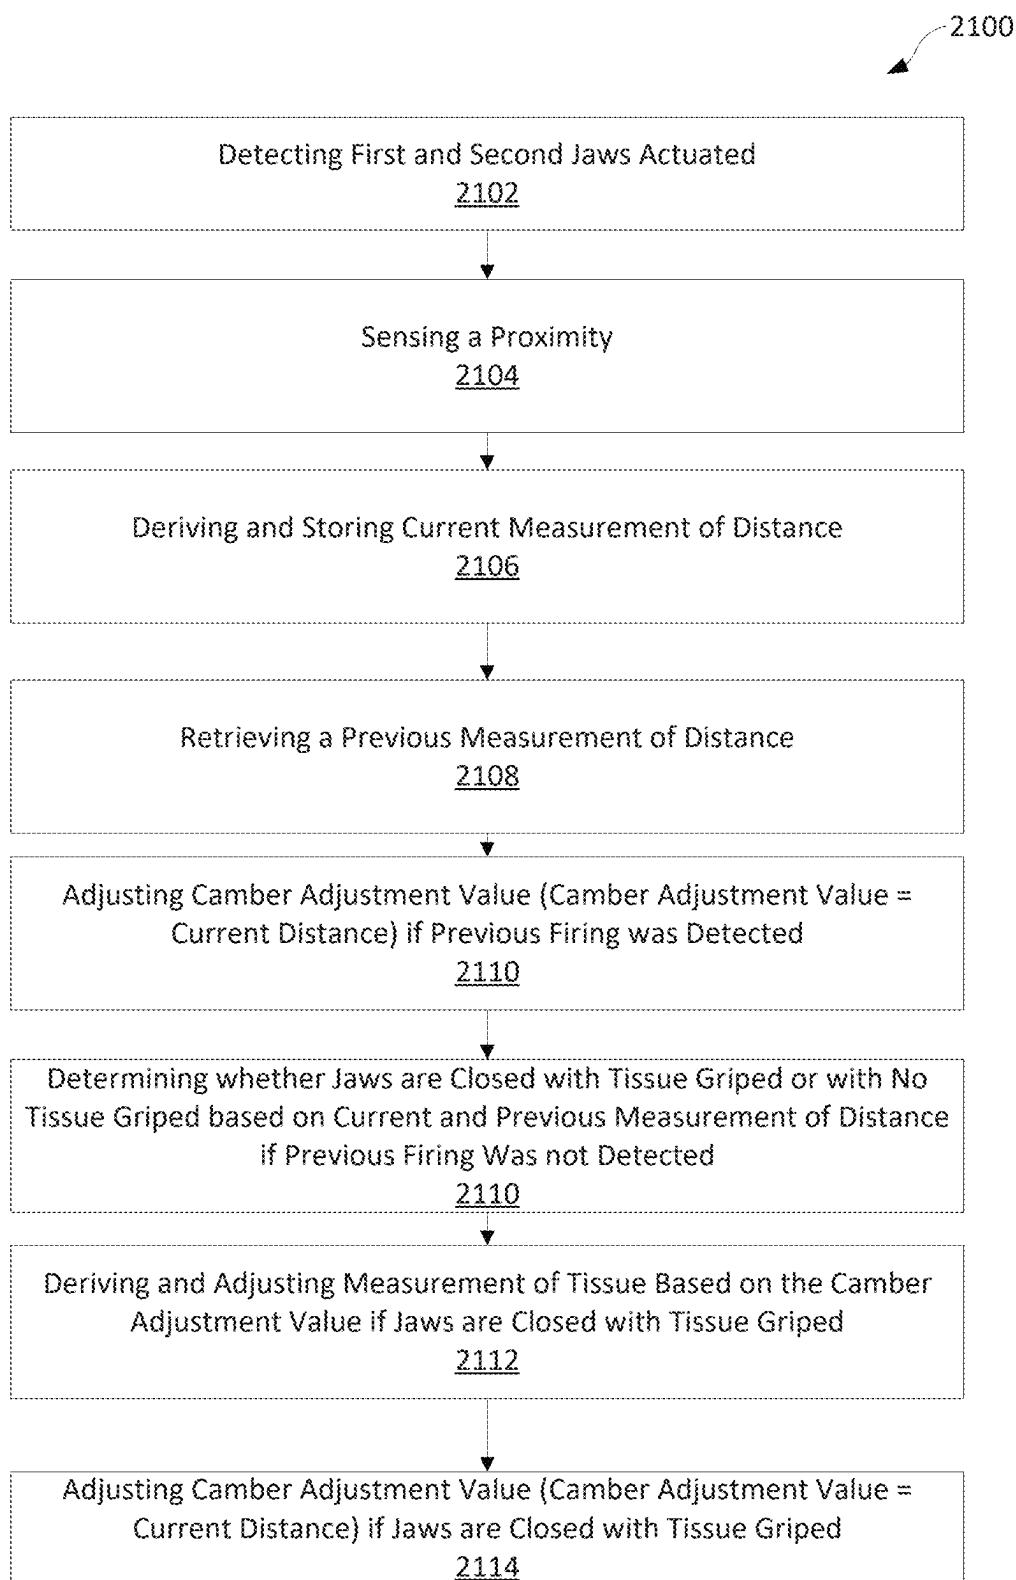 2100
Detecting First and Second Jaws Actuated
2102
Sensing a Proximity
2104
Deriving and Storing Current Measurement of Distance
2106
Retrieving a Previous Measurement of Distance
2108
Adjusting Camber Adjustment Value (Camber Adjustment Value =
Current Distance) if Previous Firing was Detected
2110
Determining whether Jaws are Closed with Tissue Griped or with No
Tissue Griped based on Current and Previous Measurement of Distance
if Previous Firing Was not Detected
2110
Deriving and Adjusting Measurement of Tissue Based on the Camber
Adjustment Value if Jaws are Closed with Tissue Griped
2112
Adjusting Camber Adjustment Value (Camber Adjustment Value =
Current Distance) if Jaws are Closed with Tissue Griped
2114